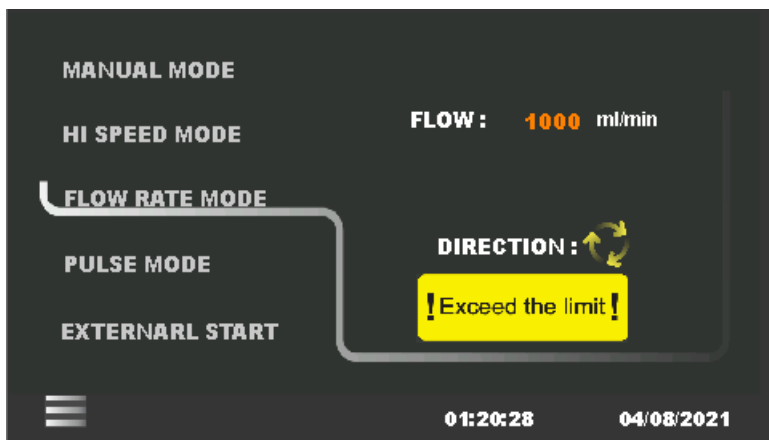 MANUAL MODE
HI SPEED MODE
FLOW RATE MODE
PULSE MODE
EXTERNARL START
FLOW : 1000 ml/min
DIRECTION :
! Exceed the limit !
01:20:28 04/08/2021